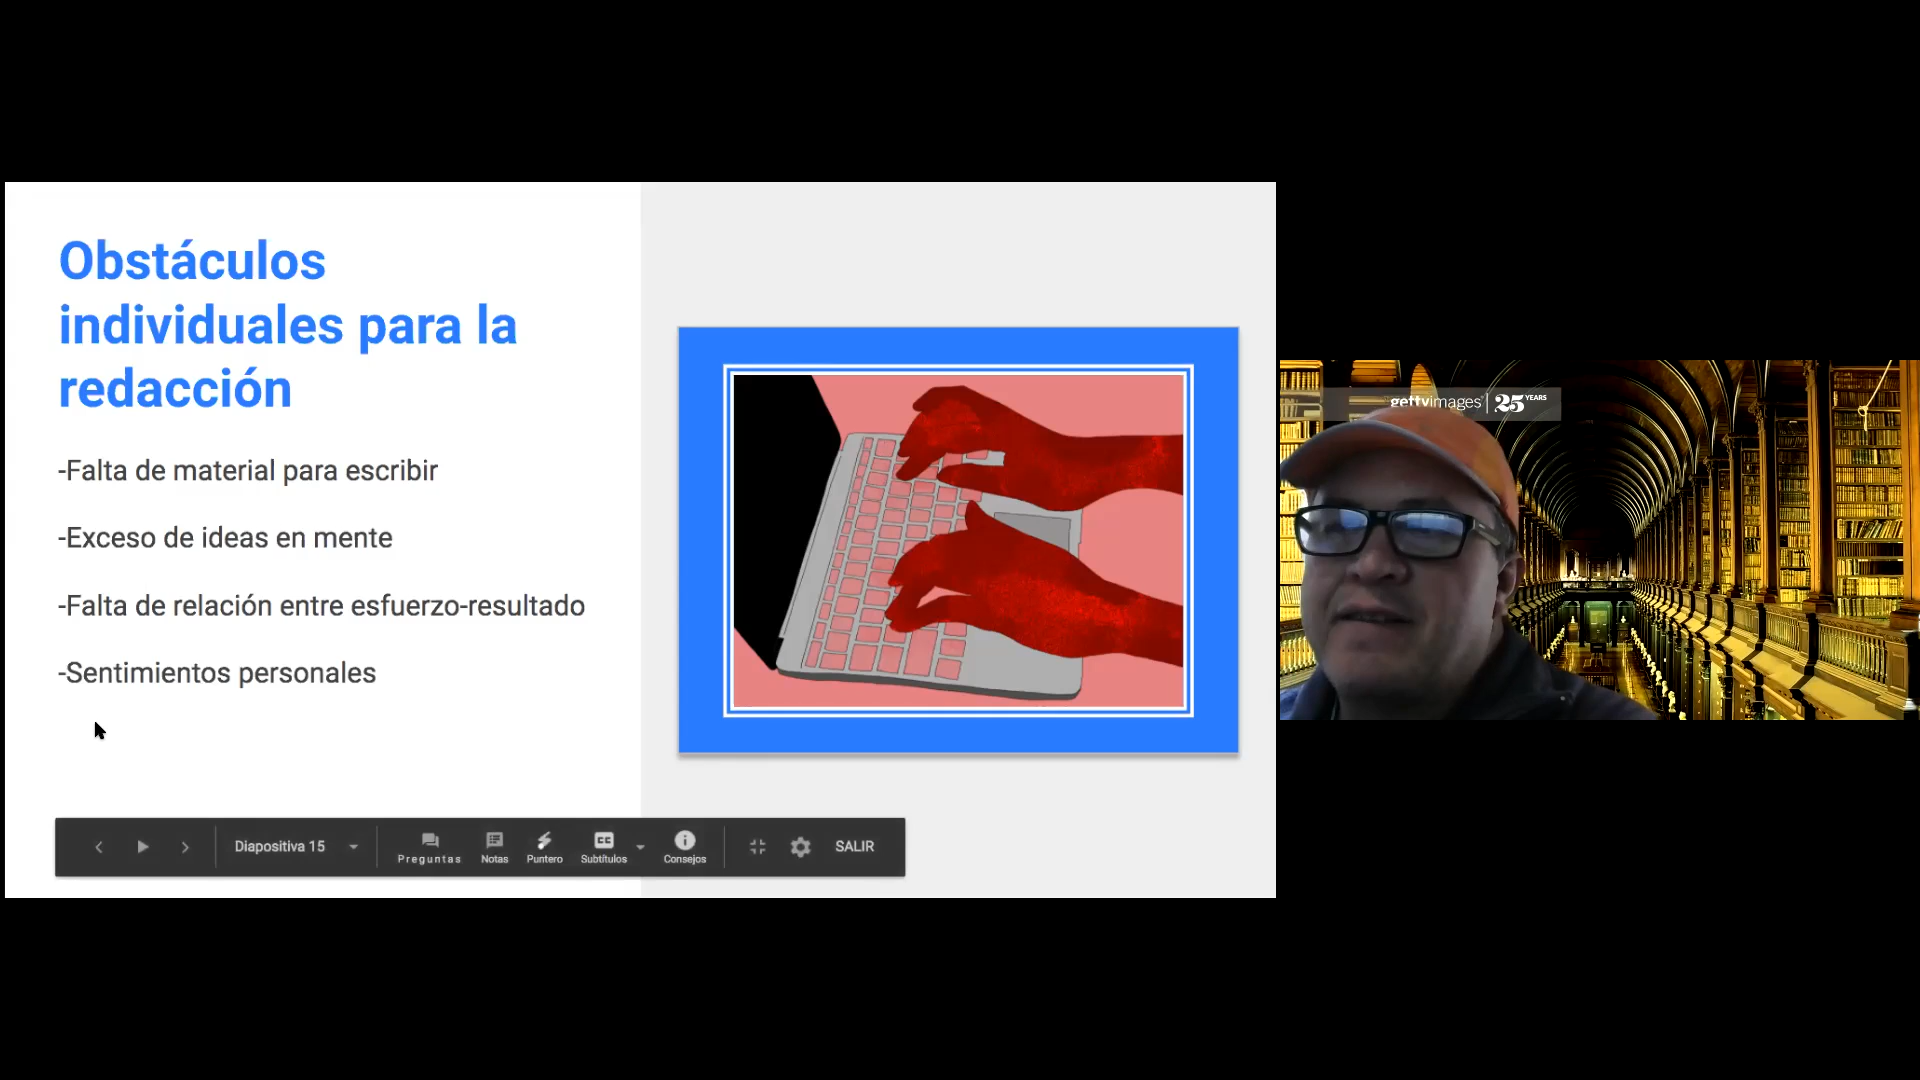 Obstáculos
individuales para la
redacción
-Falta de material para escribir
-Exceso de ideas en mente
-Falta de relación entre esfuerzo-resultado
-Sentimientos personales
Diapositiva 15
Preguntas
Notas
Puntero
CC
Subtítulos
i
Consejos
SALIR
gettyimages | 25 YEARS